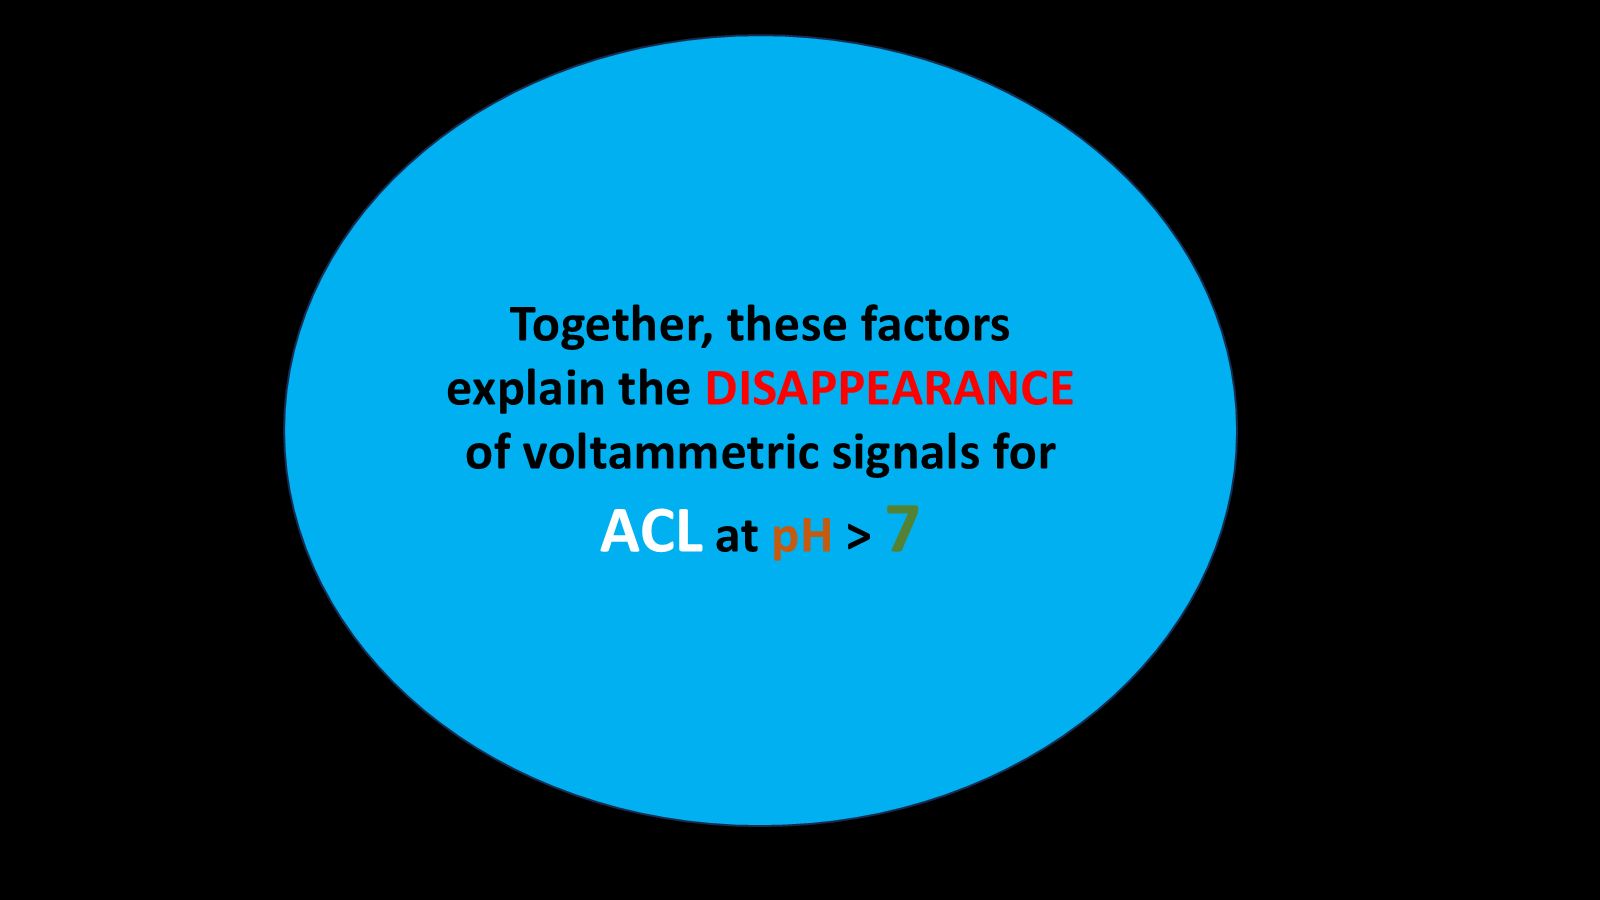 Together, these factors
explain the DISAPPEARANCE
of voltammetric signals for
ACL at pH > 7